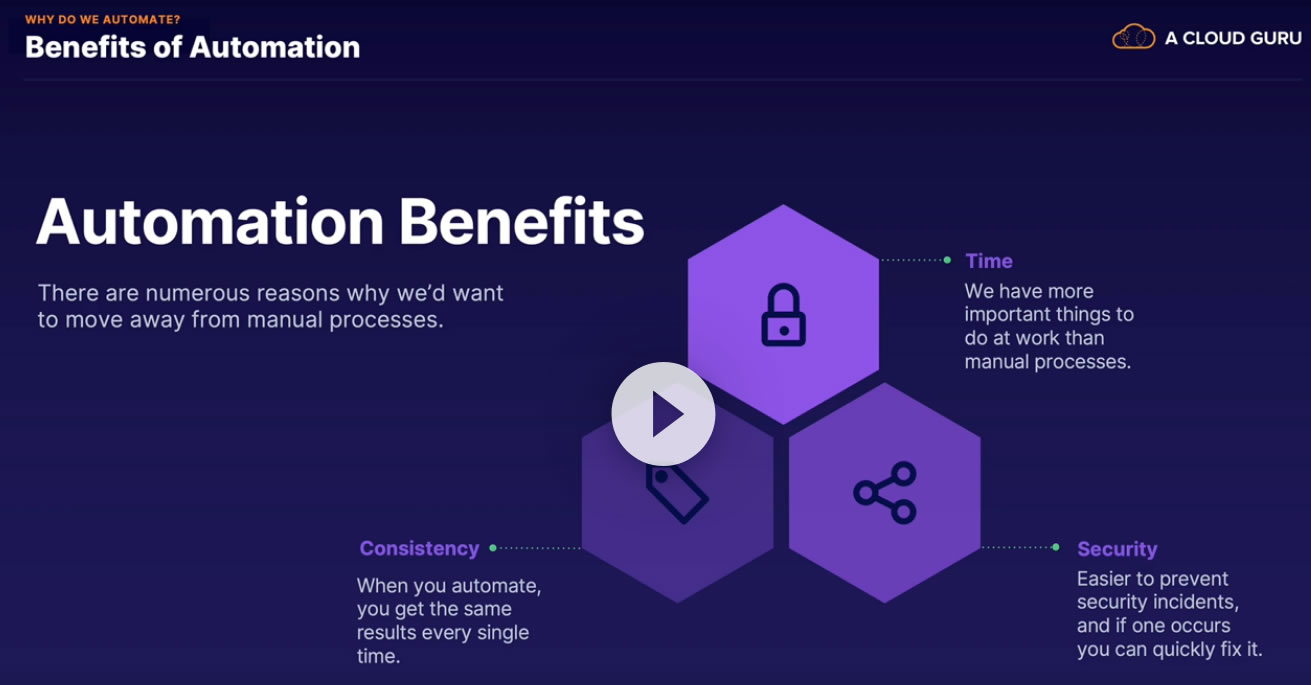 WHY DO WE AUTOMATE?
Benefits of Automation
A CLOUD GURU
Automation Benefits
There are numerous reasons why we’d want
to move away from manual processes.
Time
We have more
important things to
do at work than
manual processes.
Consistency
When you automate,
you get the same
results every single
time.
Security
Easier to prevent
security incidents,
and if one occurs
you can quickly fix it.